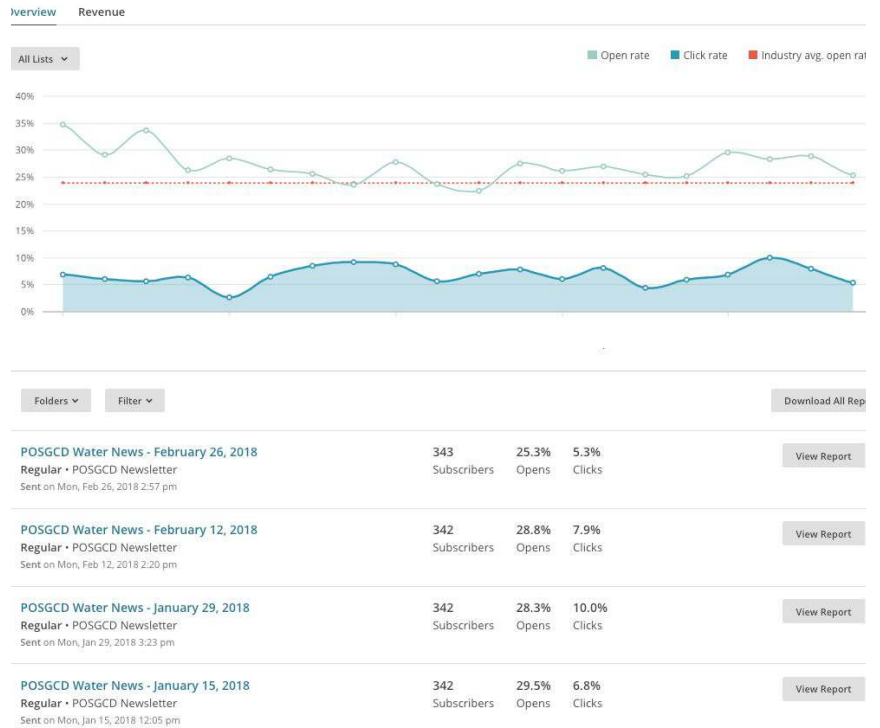 Overview Revenue
All Lists
Open rate Click rate Industry avg. open rat
40%
35%
30%
25%
20%
15%
10%
5%
0%
Folders Filter Download All Rep
POSGCD Water News - February 26, 2018 343 25.3% 5.3%
Regular • POSGCD Newsletter Subscribers Opens Clicks View Report
Sent on Mon, Feb 26, 2018 2:57 pm
POSGCD Water News - February 12, 2018 342 28.8% 7.9%
Regular • POSGCD Newsletter Subscribers Opens Clicks View Report
Sent on Mon, Feb 12, 2018 2:20 pm
POSGCD Water News - January 29, 2018 342 28.3% 10.0%
Regular • POSGCD Newsletter Subscribers Opens Clicks View Report
Sent on Mon, Jan 29, 2018 3:23 pm
POSGCD Water News - January 15, 2018 342 29.5% 6.8%
Regular • POSGCD Newsletter Subscribers Opens Clicks View Report
Sent on Mon, Jan 15, 2018 12:05 pm